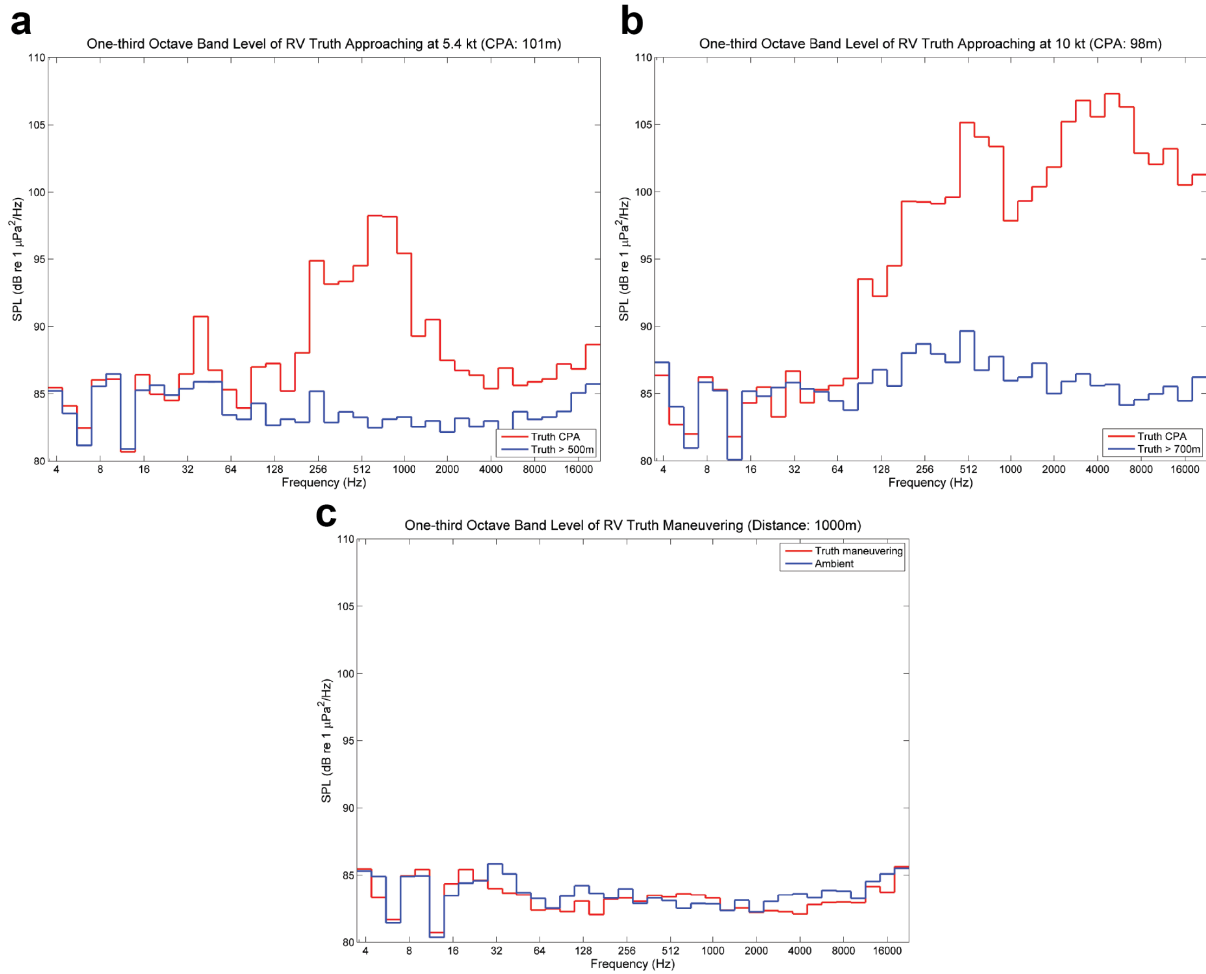 a
One-third Octave Band Level of RV Truth Approaching at 5.4 kt (CPA: 101m)
110
105
100
95
90
85
80
SPL (dB re 1 μPa²/Hz)
4 8 16 32 64 128 256 512 1000 2000 4000 8000 16000
Frequency (Hz)
Truth CPA
Truth > 500m
b
One-third Octave Band Level of RV Truth Approaching at 10 kt (CPA: 98m)
110
105
100
95
90
85
80
SPL (dB re 1 μPa²/Hz)
4 8 16 32 64 128 256 512 1000 2000 4000 8000 16000
Frequency (Hz)
Truth CPA
Truth > 700m
c
One-third Octave Band Level of RV Truth Maneuvering (Distance: 1000m)
110
105
100
95
90
85
80
SPL (dB re 1 μPa²/Hz)
4 8 16 32 64 128 256 512 1000 2000 4000 8000 16000
Frequency (Hz)
Truth maneuvering
Ambient